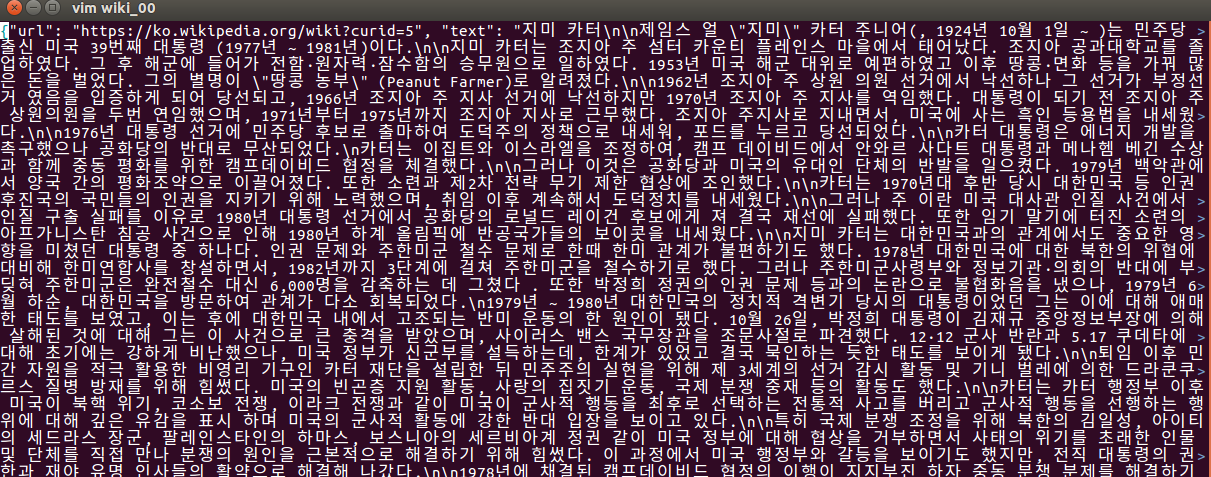 vim wiki_00
{"url": "https://ko.wikipedia.org/wiki?curid=5", "text": "지미 카터\n\n제임스 얼 \"지미\" 카터 주니어(, 1924년 10월 1일 ~ )는 민주당 >
출신 미국 39번째 대통령 (1977년 ~ 1981년)이다.\n\n지미 카터는 조지아 주 섬터 카운티 플레인스 마을에서 태어났다. 조지아 공과대학교를 졸>
업하였다. 그 후 해군에 들어가 전함·원자력·잠수함의 승무원으로 일하였다. 1953년 미국 해군 대위로 예편하였고 이후 땅콩·면화 등을 가꿔 많>
은 돈을 벌었다. 그의 별명이 \"땅콩 농부\" (Peanut Farmer)로 알려졌다.\n\n1962년 조지아 주 상원 의원 선거에서 낙선하나 그 선거가 부정선>
거 였음을 입증하게 되어 당선되고, 1966년 조지아 주 지사 선거에 낙선하지만 1970년 조지아 주 지사를 역임했다. 대통령이 되기 전 조지아 주 >
상원의원을 두번 연임했으며, 1971년부터 1975년까지 조지아 지사로 근무했다. 조지아 주지사로 지내면서, 미국에 사는 흑인 등용법을 내세웠>
다.\n\n1976년 대통령 선거에 민주당 후보로 출마하여 도덕주의 정책으로 내세워, 포드를 누르고 당선되었다.\n\n카터 대통령은 에너지 개발을 >
촉구했으나 공화당의 반대로 무산되었다.\n카터는 이집트와 이스라엘을 조정하여, 캠프 데이비드에서 안와르 사다트 대통령과 메나헴 베긴 수상>
과 함께 중동 평화를 위한 캠프데이비드 협정을 체결했다.\n\n그러나 이것은 공화당과 미국의 유대인 단체의 반발을 일으켰다. 1979년 백악관에>
서 양국 간의 평화조약으로 이끌어졌다. 또한 소련과 제2차 전략 무기 제한 협상에 조인했다.\n\n카터는 1970년대 후반 당시 대한민국 등 인권 >
후진국의 국민들의 인권을 지키기 위해 노력했으며, 취임 이후 계속해서 도덕정치를 내세웠다.\n\n그러나 주 이란 미국 대사관 인질 사건에서 >
인질 구출 실패를 이유로 1980년 대통령 선거에서 공화당의 로널드 레이건 후보에게 져 결국 재선에 실패했다. 또한 임기 말기에 터진 소련의 >
아프가니스탄 침공 사건으로 인해 1980년 하계 올림픽에 반공국가들의 보이콧을 내세웠다.\n\n지미 카터는 대한민국과의 관계에서도 중요한 영>
향을 미쳤던 대통령 중 하나다. 인권 문제와 주한미군 철수 문제로 한때 한미 관계가 불편하기도 했다. 1978년 대한민국에 대한 북한의 위협에 >
대비해 한미연합사를 창설하면서, 1982년까지 3단계에 걸쳐 주한미군을 철수하기로 했다. 그러나 주한미군사령부와 정보기관·의회의 반대에 부>
딪혀 주한미군은 완전철수 대신 6,000명을 감축하는 데 그쳤다 . 또한 박정희 정권의 인권 문제 등과의 논란으로 불협화음을 냈으나, 1979년 6>
월 하순, 대한민국을 방문하여 관계가 다소 회복되었다.\n1979년 ~ 1980년 대한민국의 정치적 격변기 당시의 대통령이었던 그는 이에 대해 애매>
한 태도를 보였고, 이는 후에 대한민국 내에서 고조되는 반미 운동의 한 원인이 됐다. 10월 26일, 박정희 대통령이 김재규 중앙정보부장에 의해>
살해된 것에 대해 그는 이 사건으로 큰 충격을 받았으며, 사이러스 밴스 국무장관을 조문사절로 파견했다. 12·12 군사 반란과 5.17 쿠데타에 >
대해 초기에는 강하게 비난했으나, 미국 정부가 신군부를 설득하는데, 한계가 있었고 결국 묵인하는 듯한 태도를 보이게 됐다.\n\n퇴임 이후 민>
간 자원을 적극 활용한 비영리 기구인 카터 재단을 설립한 뒤 민주주의 실현을 위해 제 3세계의 선거 감시 활동 및 기니 벌레에 의한 드라쿤쿠>
르스 질병 방재를 위해 힘썼다. 미국의 빈곤층 지원 활동, 사랑의 집짓기 운동, 국제 분쟁 중재 등의 활동도 했다.\n\n카터는 카터 행정부 이후>
미국이 북핵 위기, 코소보 전쟁, 이라크 전쟁과 같이 미국이 군사적 행동을 최후로 선택하는 전통적 사고를 버리고 군사적 행동을 선행하는 행>
위에 대해 깊은 유감을 표시 하며 미국의 군사적 활동에 강한 반대 입장을 보이고 있다.\n\n특히 국제 분쟁 조정을 위해 북한의 김일성, 아이티>
의 세드라스 장군, 팔레스타인의 하마스, 보스니아의 세르비아계 정권 같이 미국 정부에 대해 협상을 거부하면서 사태의 위기를 초래한 인물 >
및 단체를 직접 만나 분쟁의 원인을 근본적으로 해결하기 위해 힘썼다. 이 과정에서 미국 행정부와 갈등을 보이기도 했지만, 전직 대통령의 권>
한과 재야 유명 인사들의 활약으로 해결해 나갔다.\n\n1978년에 채결된 캠프데이비드 협정의 이행이 지지부진 하자 중동 분쟁 분제를 해결하기>